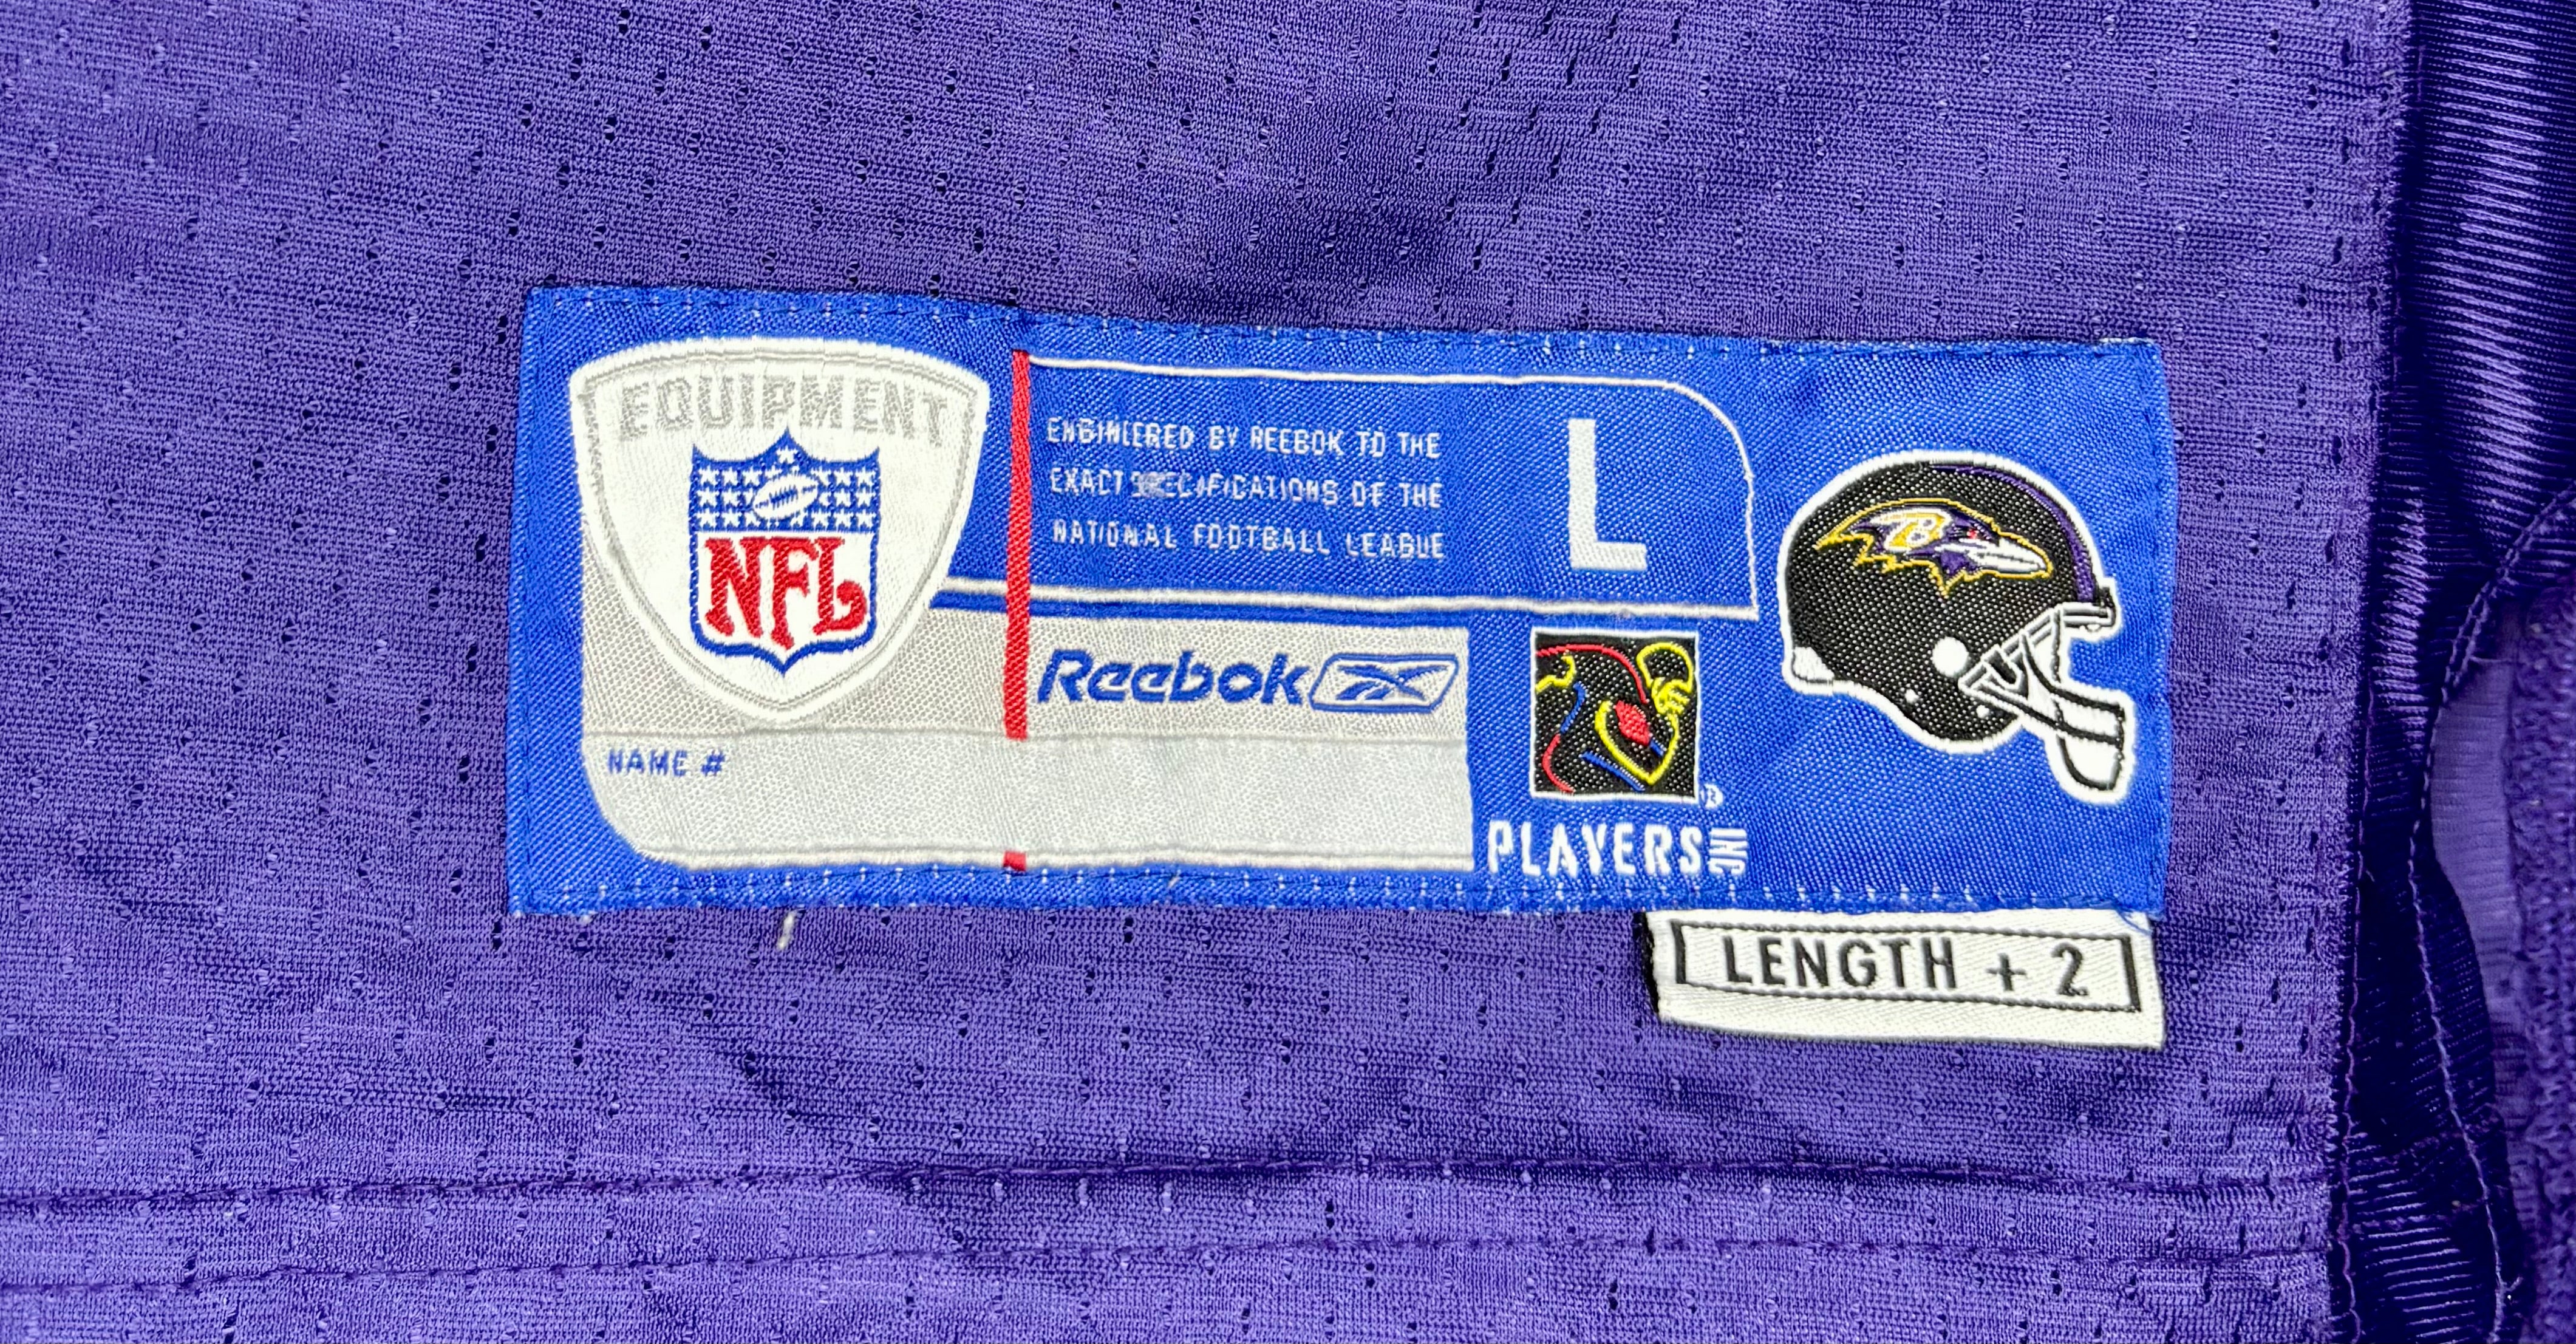 EQUIPMENT
NFL
ENGINEERED BY REEBOK TO THE
EXACT SPECIFICATIONS OF THE
NATIONAL FOOTBALL LEAGUE
L
B
Reebok
NAME #
®
PLAYERS INC
LENGTH + 2